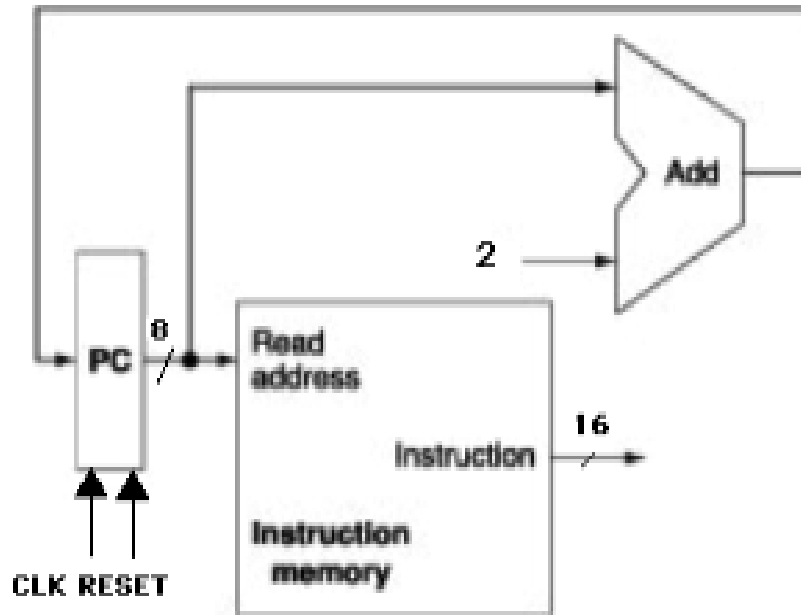 Add
2
8
PC
Read
address
16
Instruction
Instruction
memory
CLK RESET